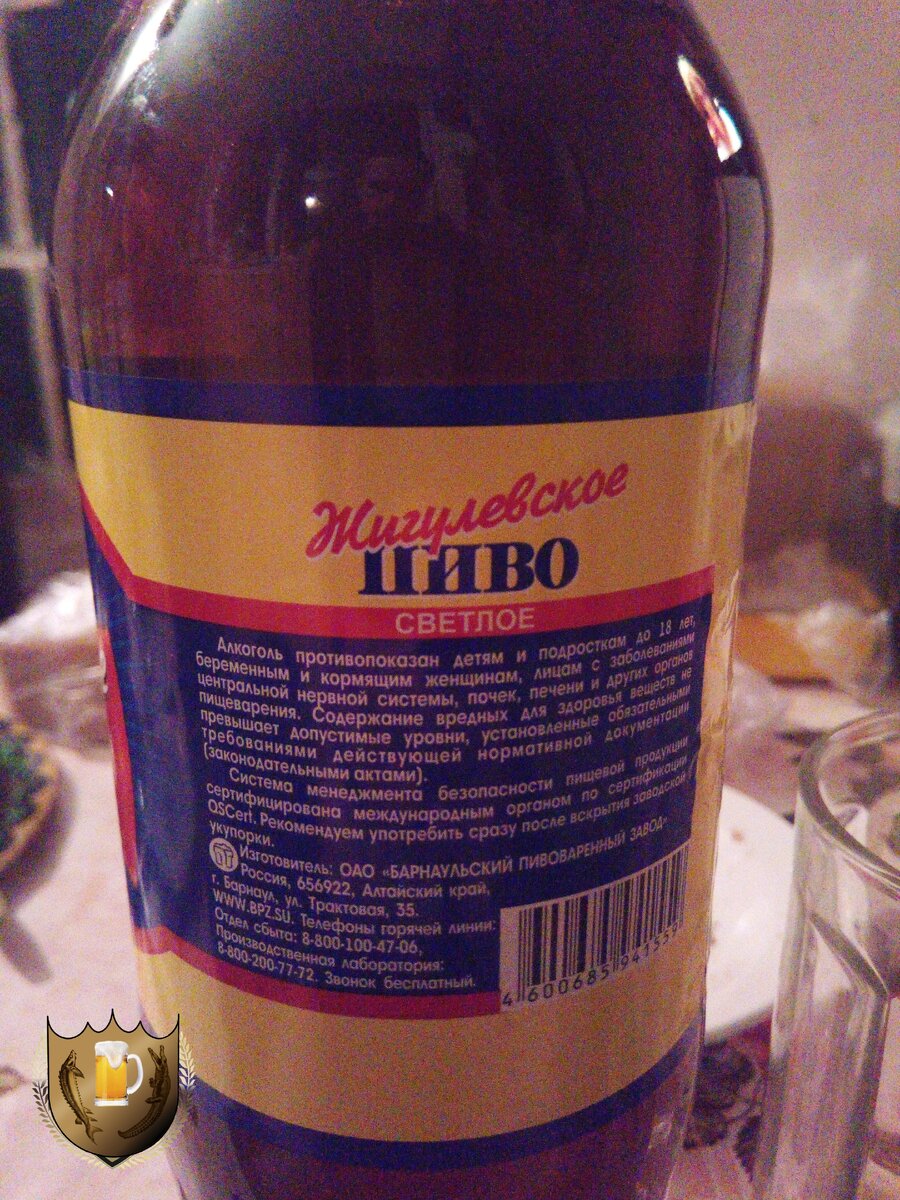 Жигулевское
ПИВО
СВЕТЛОЕ
Алкоголь противопоказан детям и подросткам до 18 лет,
беременным и кормящим женщинам, лицам с заболеваниями
центральной нервной системы, почек, печени и других органов
пищеварения. Содержание вредных для здоровья веществ не
превышает допустимые уровни, установленные обязательными
требованиями действующей нормативной документации
(законодательными актами).
Система менеджмента безопасности пищевой продукции
сертифицирована международным органом по сертификации
QSCert. Рекомендуем употребить сразу после вскрытия заводской
укупорки.
Изготовитель: ОАО «БАРНАУЛЬСКИЙ ПИВОВАРЕННЫЙ ЗАВОД»
Россия, 656922, Алтайский край,
г. Барнаул, ул. Трактовая, 35.
WWW.BPZ.SU. Телефоны горячей линии:
Отдел сбыта: 8-800-100-47-06,
Производственная лаборатория:
8-800-200-77-72. Звонок бесплатный.